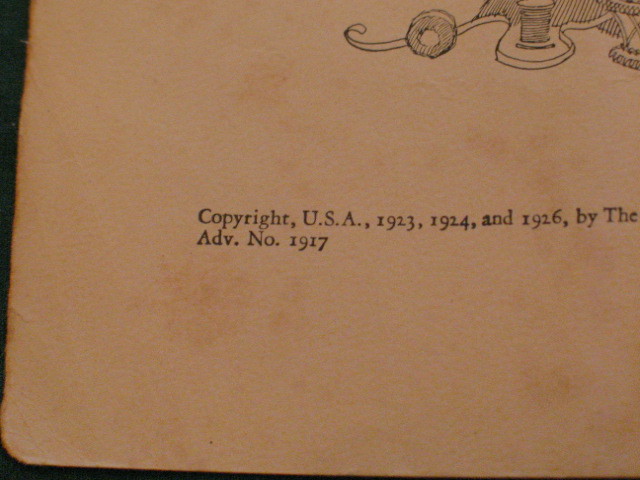 Copyright, U.S.A., 1923, 1924, and 1926, by The
Adv. No. 1917